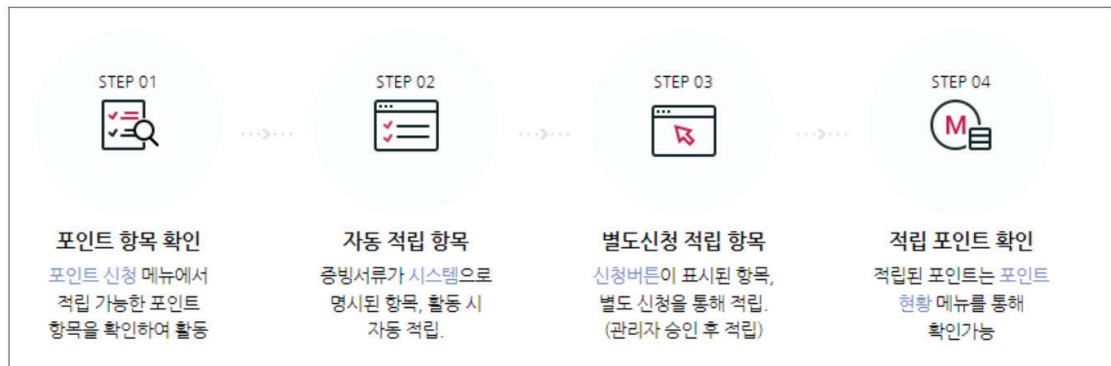 STEP 01
포인트 항목 확인
포인트 신청 메뉴에서
적립 가능한 포인트
항목을 확인하여 활동
STEP 02
자동 적립 항목
증빙서류가 시스템으로
명시된 항목, 활동 시
자동 적립.
STEP 03
별도신청 적립 항목
신청버튼이 표시된 항목,
별도 신청을 통해 적립.
(관리자 승인 후 적립)
STEP 04
M
적립 포인트 확인
적립된 포인트는 포인트
현황 메뉴를 통해
확인가능